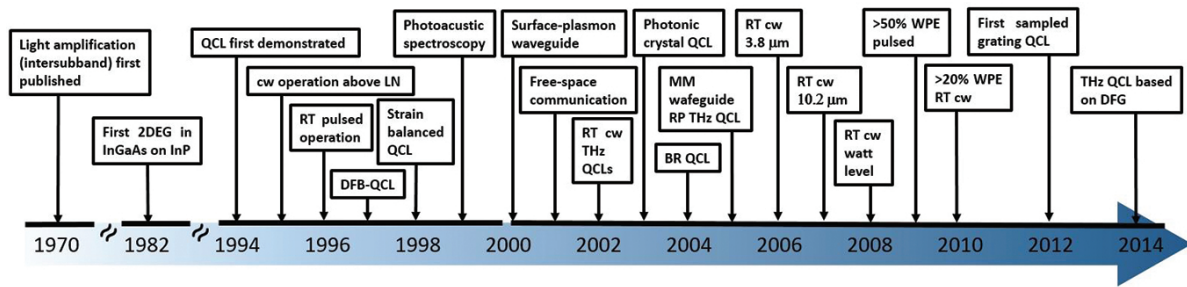 Light amplification
(intersubband) first
published
First 2DEG in
InGaAs on InP
QCL first demonstrated
cw operation above LN
RT pulsed
operation
DFB-QCL
Strain
balanced
QCL
Photoacustic
spectroscopy
Surface-plasmon
waveguide
Free-space
communication
RT cw
THz
QCLs
Photonic
crystal QCL
BR QCL
MM
wafeguide
RP THz QCL
RT cw
3.8 μm
RT cw
10.2 μm
RT cw
watt
level
>50% WPE
pulsed
>20% WPE
RT cw
First sampled
grating QCL
THz QCL based
on DFG
1970 1982 1994 1996 1998 2000 2002 2004 2006 2008 2010 2012 2014